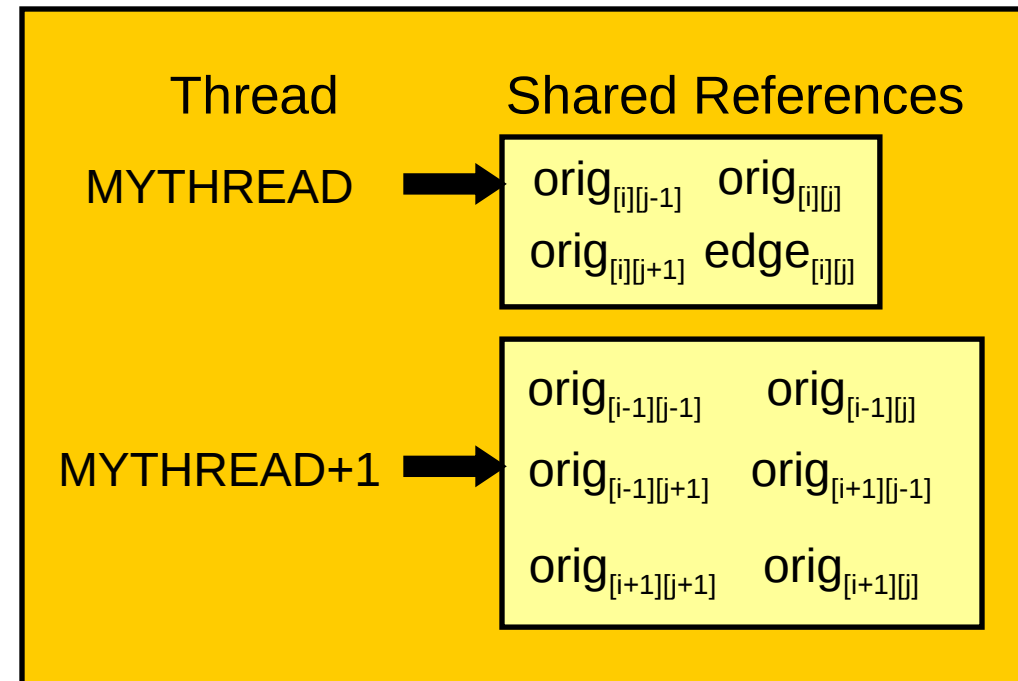 Thread Shared References
MYTHREAD orig[i][j-1] orig[i][j]
orig[i][j+1] edge[i][j]
orig[i-1][j-1] orig[i-1][j]
MYTHREAD+1 orig[i-1][j+1] orig[i+1][j-1]
orig[i+1][j+1] orig[i+1][j]